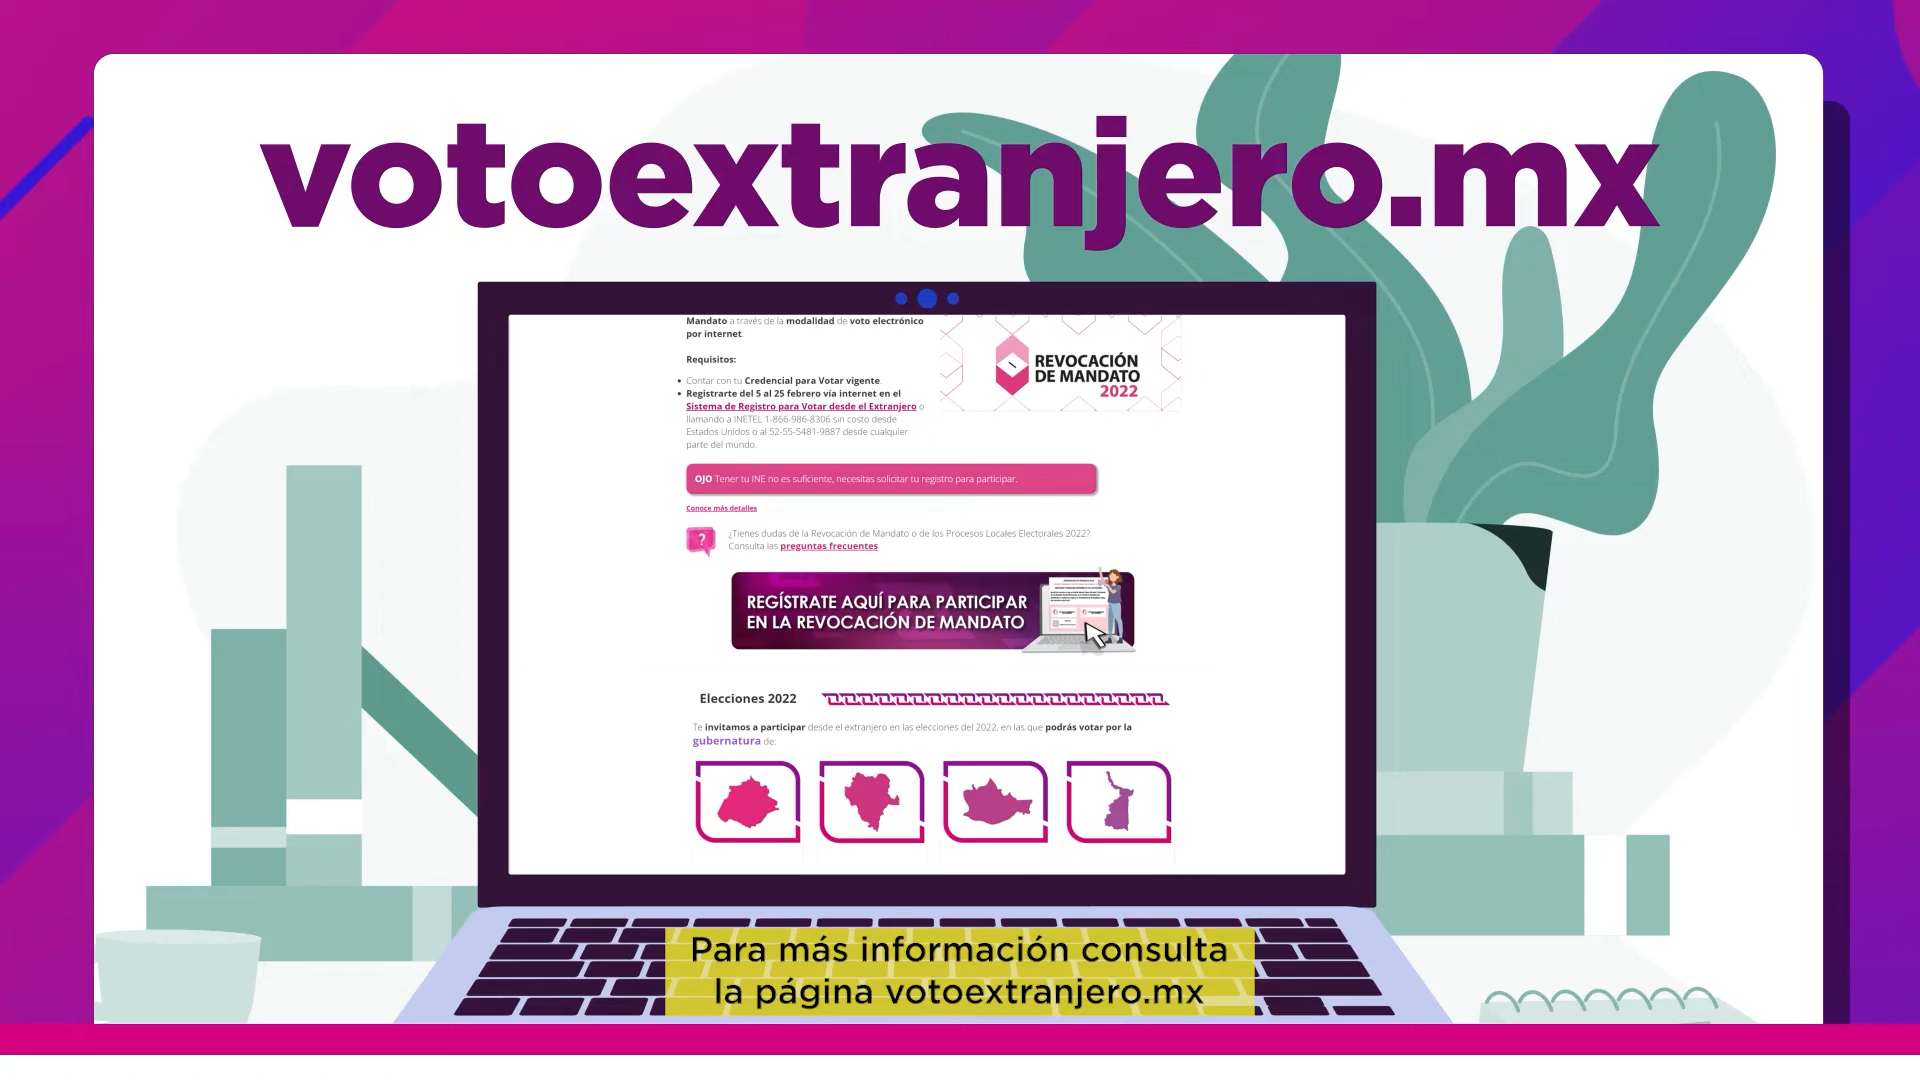 votoextranjero.mx
Mandato a través de la modalidad de voto electrónico
por internet.
Requisitos:
Contar con tu Credencial para Votar vigente.
Registrarte del 5 al 25 febrero vía internet en el
Sistema de Registro para Votar desde el Extranjero o
llamando a INETEL 1-866-986-8306 sin costo desde
Estados Unidos o al 52-55-5481-9887 desde cualquier
parte del mundo.
REVOCACIÓN
DE MANDATO
2022
OJO Tener tu INE no es suficiente, necesitas solicitar tu registro para participar.
Conoce más detalles
?
¿Tienes dudas de la Revocación de Mandato o de los Procesos Locales Electorales 2022?
Consulta las preguntas frecuentes
REGÍSTRATE AQUÍ PARA PARTICIPAR
EN LA REVOCACIÓN DE MANDATO
Elecciones 2022
Te invitamos a participar desde el extranjero en las elecciones del 2022, en las que podrás votar por la
gubernatura de:
Para más información consulta
la página votoextranjero.mx